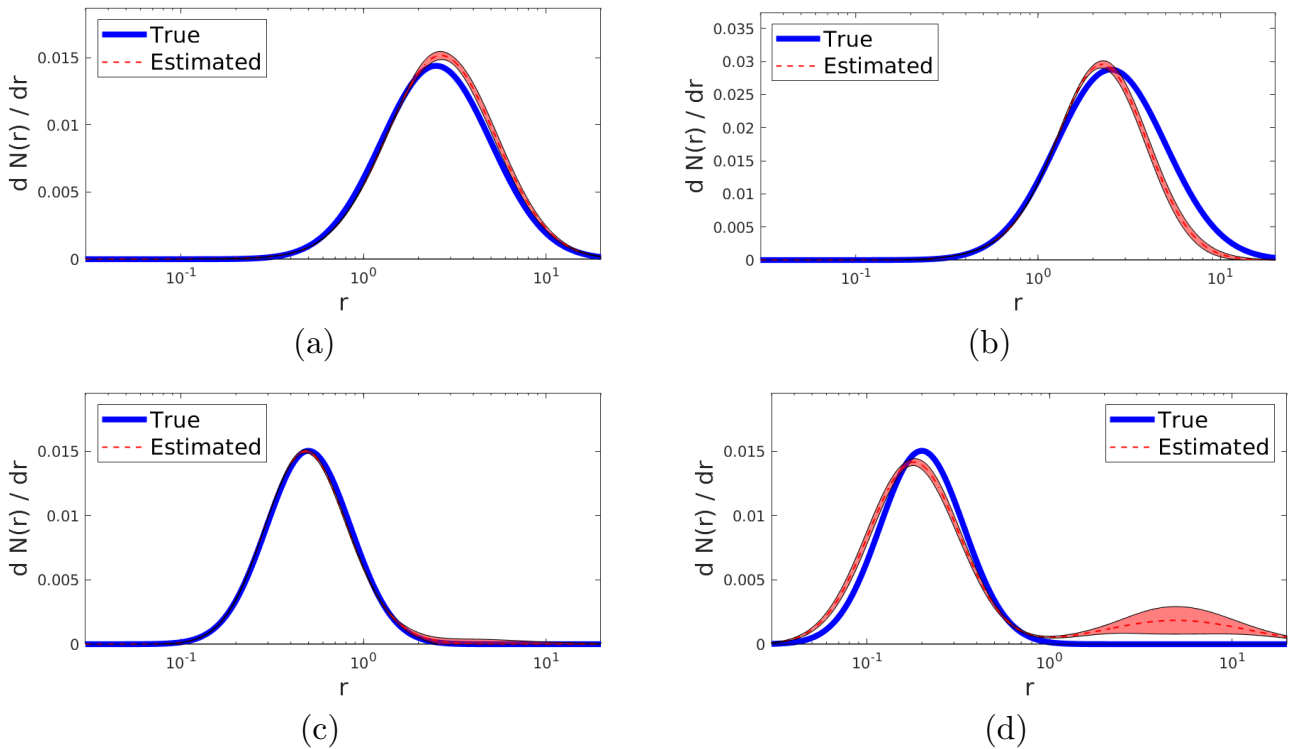 True
Estimated
d N(r) / dr
0.015
0.01
0.005
0
10^-1
10^0
10^1
r
(a)
True
Estimated
d N(r) / dr
0.035
0.03
0.025
0.02
0.015
0.01
0.005
0
10^-1
10^0
10^1
r
(b)
True
Estimated
d N(r) / dr
0.015
0.01
0.005
0
10^-1
10^0
10^1
r
(c)
True
Estimated
d N(r) / dr
0.015
0.01
0.005
0
10^-1
10^0
10^1
r
(d)